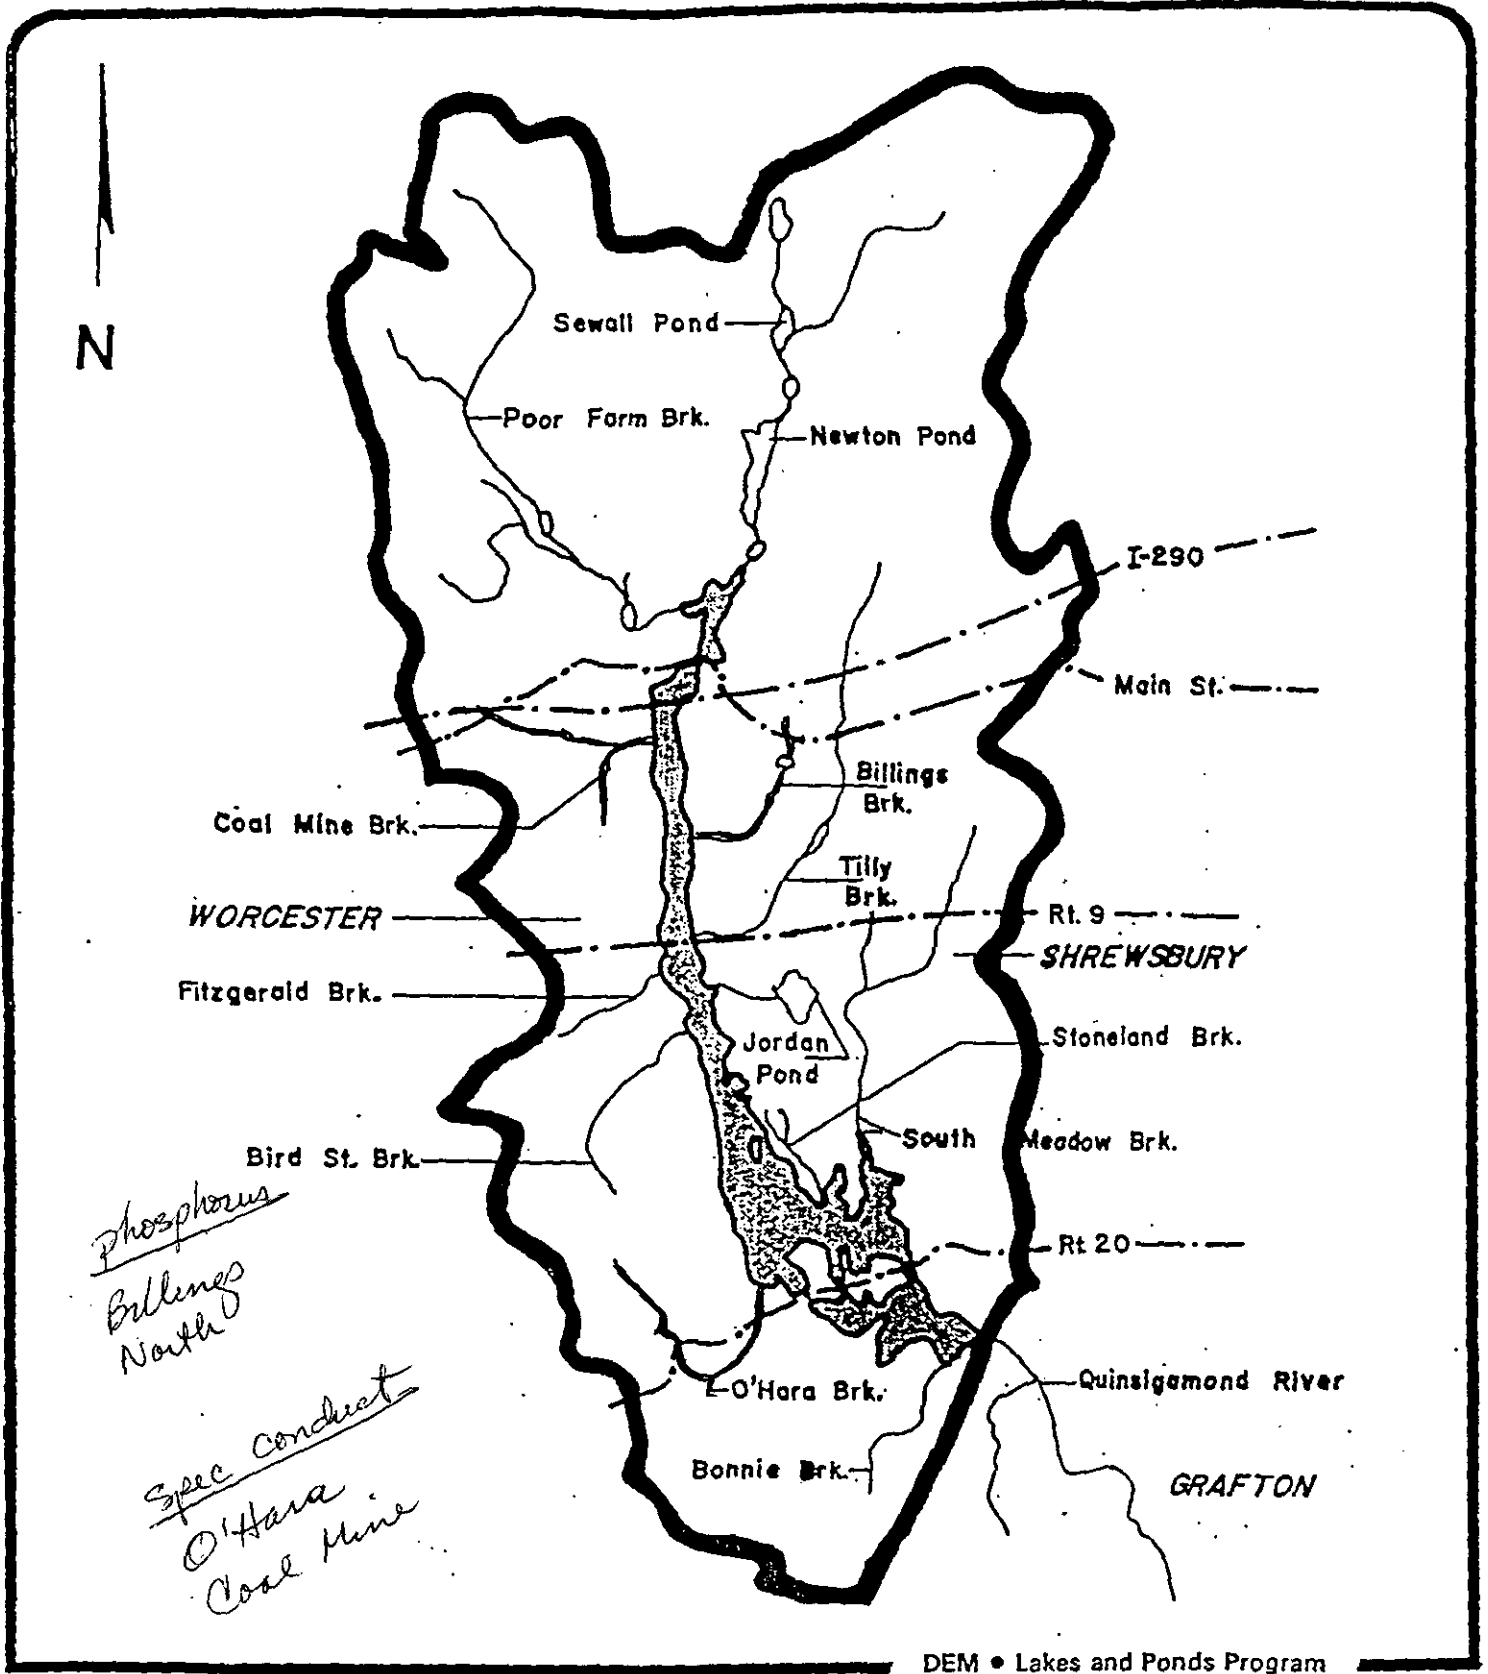 N
Sewall Pond
Poor Farm Brk.
Newton Pond
I-290
Main St.
Billings
Brk.
Coal Mine Brk.
Tilly
Brk.
WORCESTER
Rt. 9
SHREWSBURY
Fitzgerald Brk.
Jordan
Pond
Stoneland Brk.
South Meadow Brk.
Bird St. Brk.
phosphorus
Billings
North
Rt 20
O'Hara Brk.
Quinsigamond River
Spec conduct
O'Hara
Coal Mine
Bonnie Brk.
GRAFTON
DEM • Lakes and Ponds Program